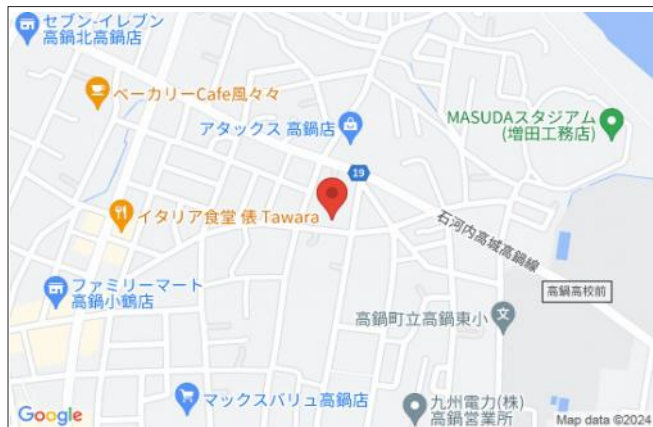 セブン-イレブン
高鍋北高鍋店
ベーカリーCafe風々々
アタックス 高鍋店
MASUDAスタジアム
(増田工務店)
19
イタリア食堂 俵 Tawara
石河内高城高鍋線
ファミリーマート
高鍋小鶴店
高鍋高校前
高鍋町立高鍋東小
文
マックスバリュ高鍋店
九州電力(株)
高鍋営業所
Google
Map data ©2024